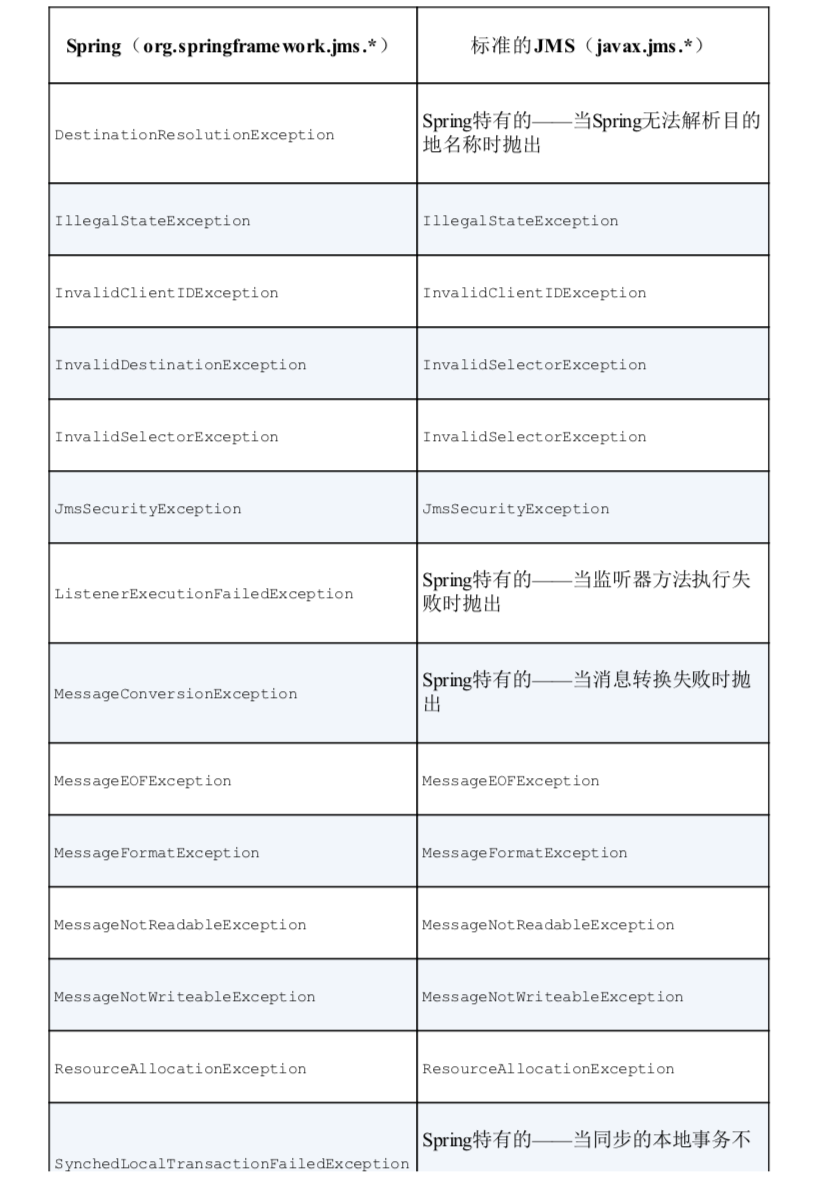 Spring（org.springframework.jms.*） 标准的JMS（javax.jms.*）
DestinationResolutionException Spring特有的——当Spring无法解析目的
地名称时抛出
IllegalStateException IllegalStateException
InvalidClientIDException InvalidClientIDException
InvalidDestinationException InvalidSelectorException
InvalidSelectorException InvalidSelectorException
JmsSecurityException JmsSecurityException
ListenerExecutionFailedException Spring特有的——当监听器方法执行失
败时抛出
MessageConversionException Spring特有的——当消息转换失败时抛
出
MessageEOFException MessageEOFException
MessageFormatException MessageFormatException
MessageNotReadableException MessageNotReadableException
MessageNotWriteableException MessageNotWriteableException
ResourceAllocationException ResourceAllocationException
SynchedLocalTransactionFailedException Spring特有的——当同步的本地事务不